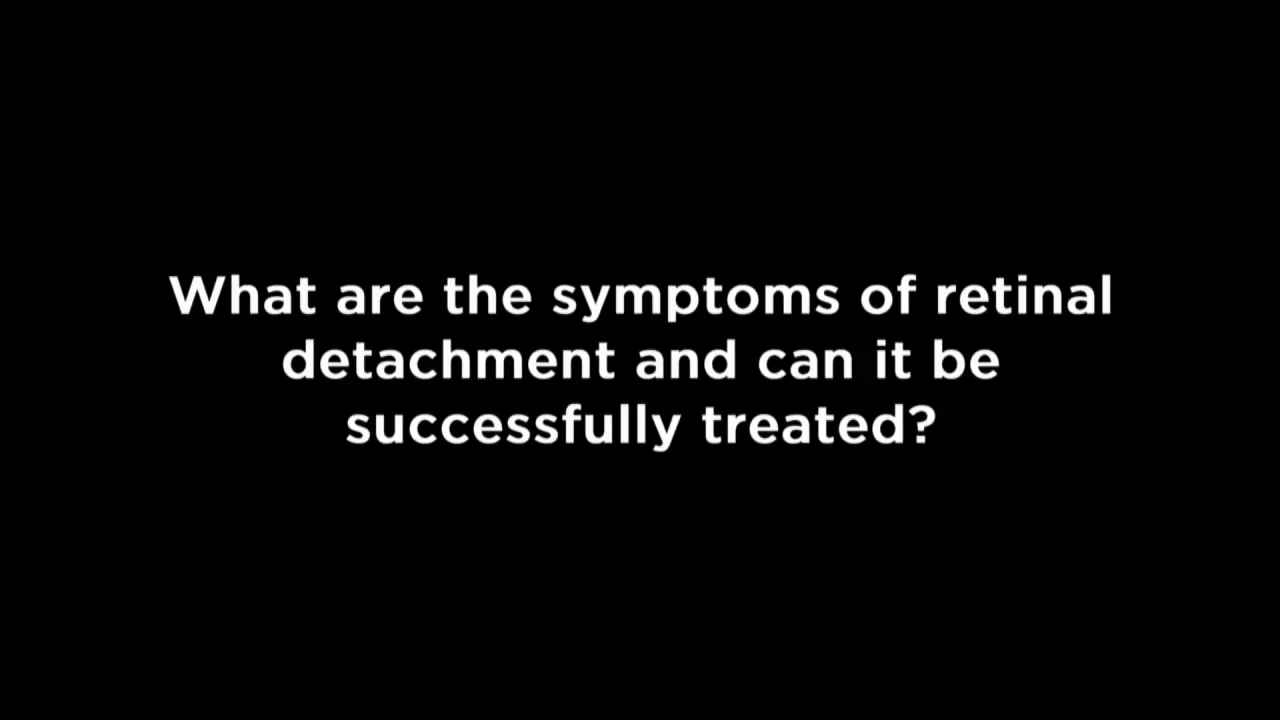 What are the symptoms of retinal
detachment and can it be
successfully treated?